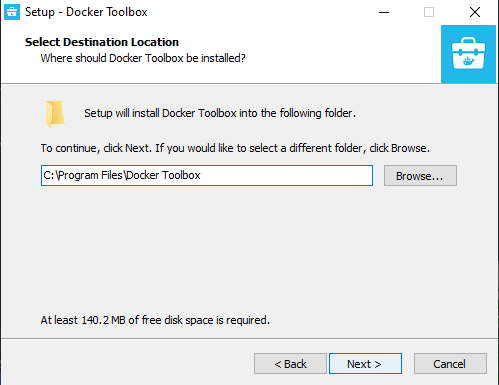 Setup - Docker Toolbox
Select Destination Location
Where should Docker Toolbox be installed?
Setup will install Docker Toolbox into the following folder.
To continue, click Next. If you would like to select a different folder, click Browse.
C:\Program Files\Docker Toolbox
Browse...
At least 140.2 MB of free disk space is required.
< Back
Next >
Cancel